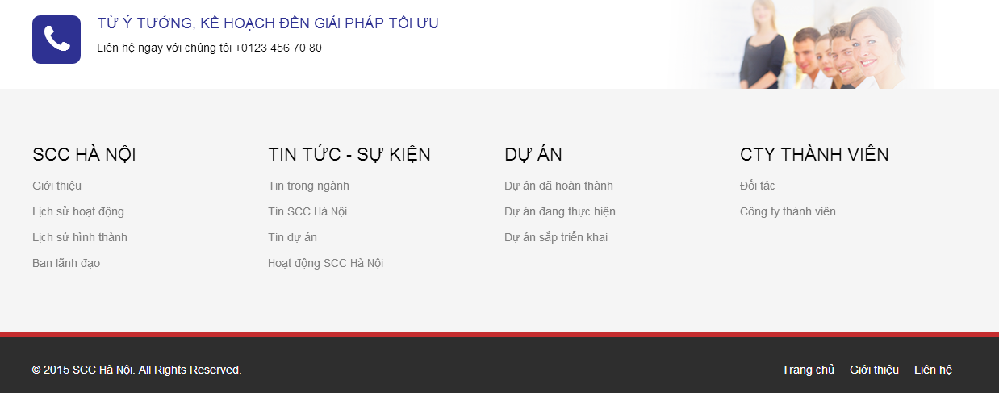 TỪ Ý TƯỞNG, KẾ HOẠCH ĐẾN GIẢI PHÁP TỐI ƯU
Liên hệ ngay với chúng tôi +0123 456 70 80
SCC HÀ NỘI
Giới thiệu
Lịch sử hoạt động
Lịch sử hình thành
Ban lãnh đạo
TIN TỨC - SỰ KIỆN
Tin trong ngành
Tin SCC Hà Nội
Tin dự án
Hoạt động SCC Hà Nội
DỰ ÁN
Dự án đã hoàn thành
Dự án đang thực hiện
Dự án sắp triển khai
CTY THÀNH VIÊN
Đối tác
Công ty thành viên
© 2015 SCC Hà Nội. All Rights Reserved.
Trang chủ Giới thiệu Liên hệ